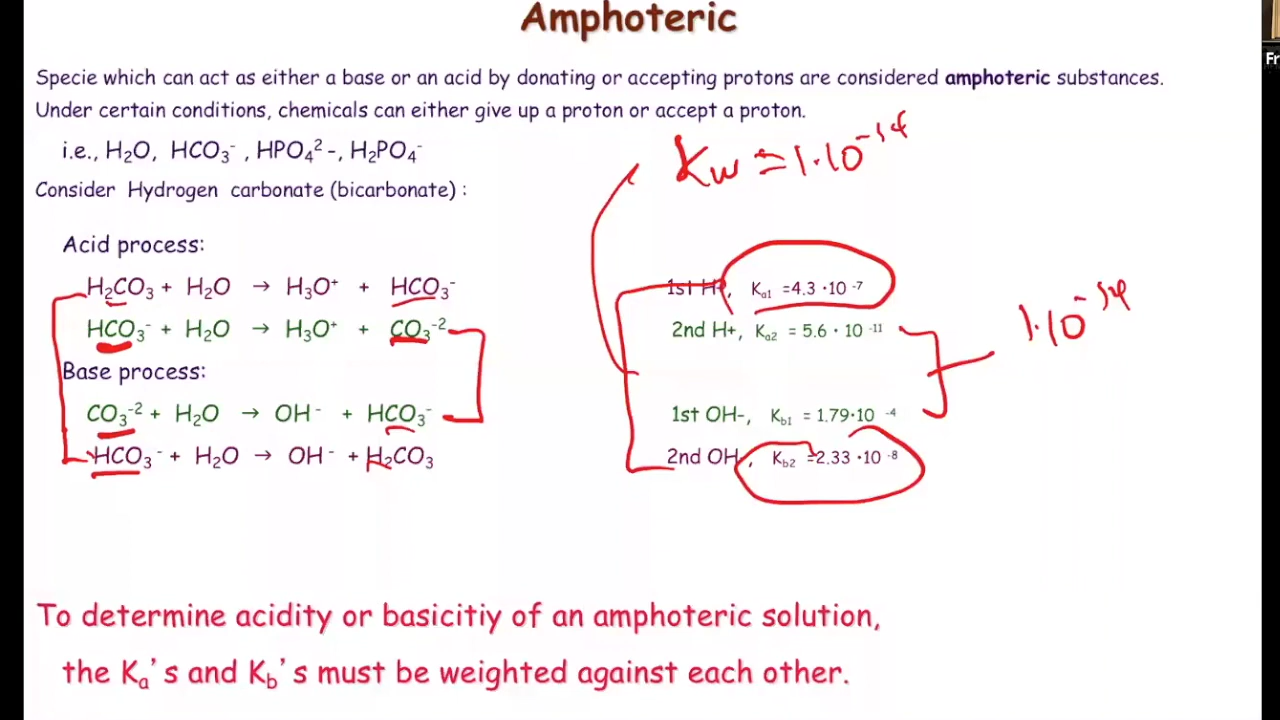 Amphoteric
Fr
Specie which can act as either a base or an acid by donating or accepting protons are considered amphoteric substances.
Under certain conditions, chemicals can either give up a proton or accept a proton.
i.e., H₂O, HCO₃⁻ , HPO₄² -, H₂PO₄⁻
Kw = 1·10⁻¹⁴
Consider Hydrogen carbonate (bicarbonate) :
Acid process:
H₂CO₃ + H₂O → H₃O⁺ + HCO₃⁻ 1st H+, Kₐ₁ =4.3 ·10 ⁻⁷
HCO₃⁻ + H₂O → H₃O⁺ + CO₃⁻² 2nd H+, Kₐ₂ = 5.6 · 10 ⁻¹¹
1·10⁻¹⁴
Base process:
CO₃⁻² + H₂O → OH ⁻ + HCO₃⁻ 1st OH-, K_b1 = 1.79·10 ⁻⁴
HCO₃ ⁻ + H₂O → OH ⁻ + H₂CO₃ 2nd OH-, K_b2 =2.33 ·10 ⁻⁸
To determine acidity or basicitiy of an amphoteric solution,
the Kₐ's and K_b's must be weighted against each other.